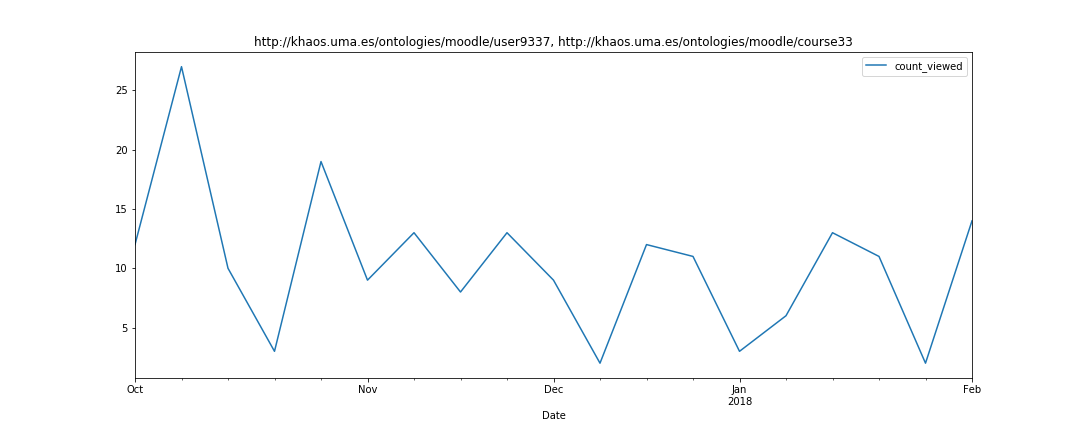 http://khaos.uma.es/ontologies/moodle/user9337, http://khaos.uma.es/ontologies/moodle/course33
count_viewed
25
20
15
10
5
Oct
Nov
Dec
Jan
2018
Feb
Date